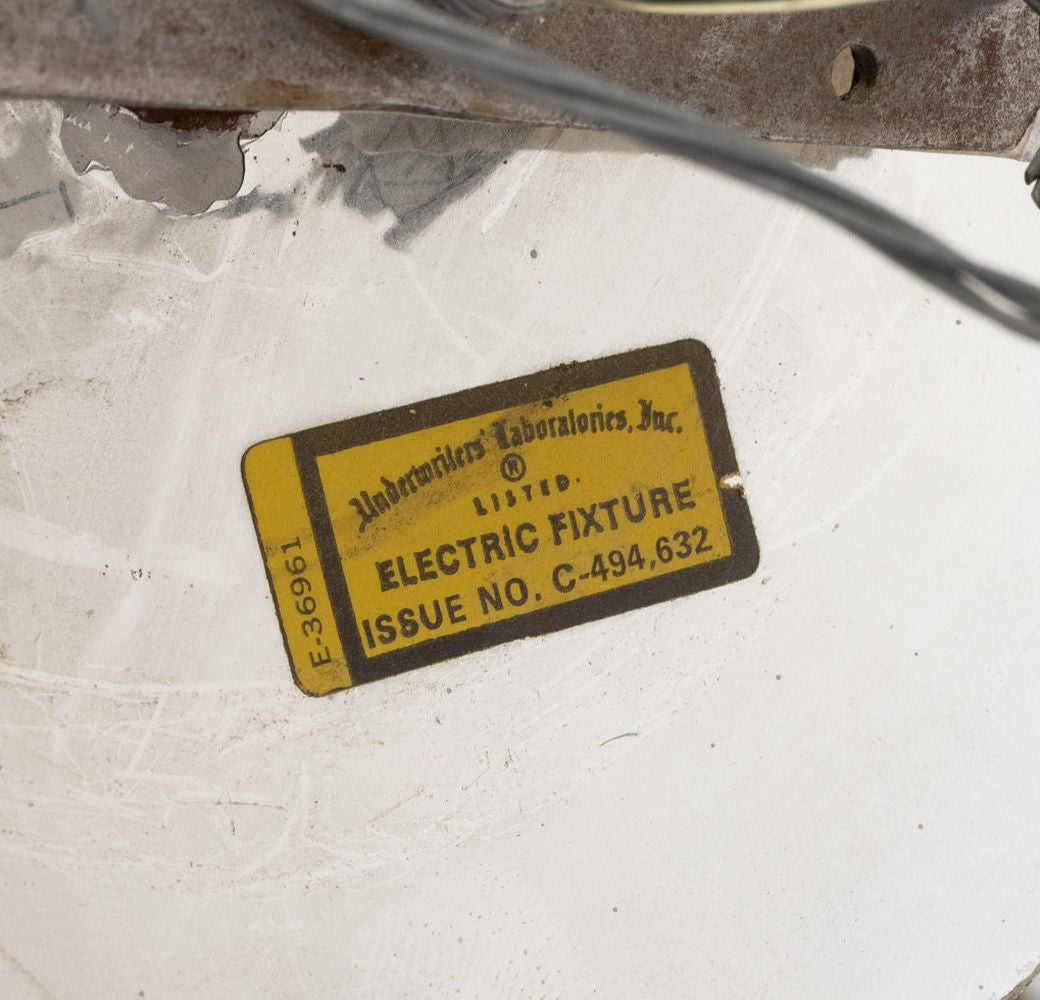 Underwriters' Laboratories, Inc.
®
LISTED.
ELECTRIC FIXTURE
ISSUE NO. C-494,632
E-36961